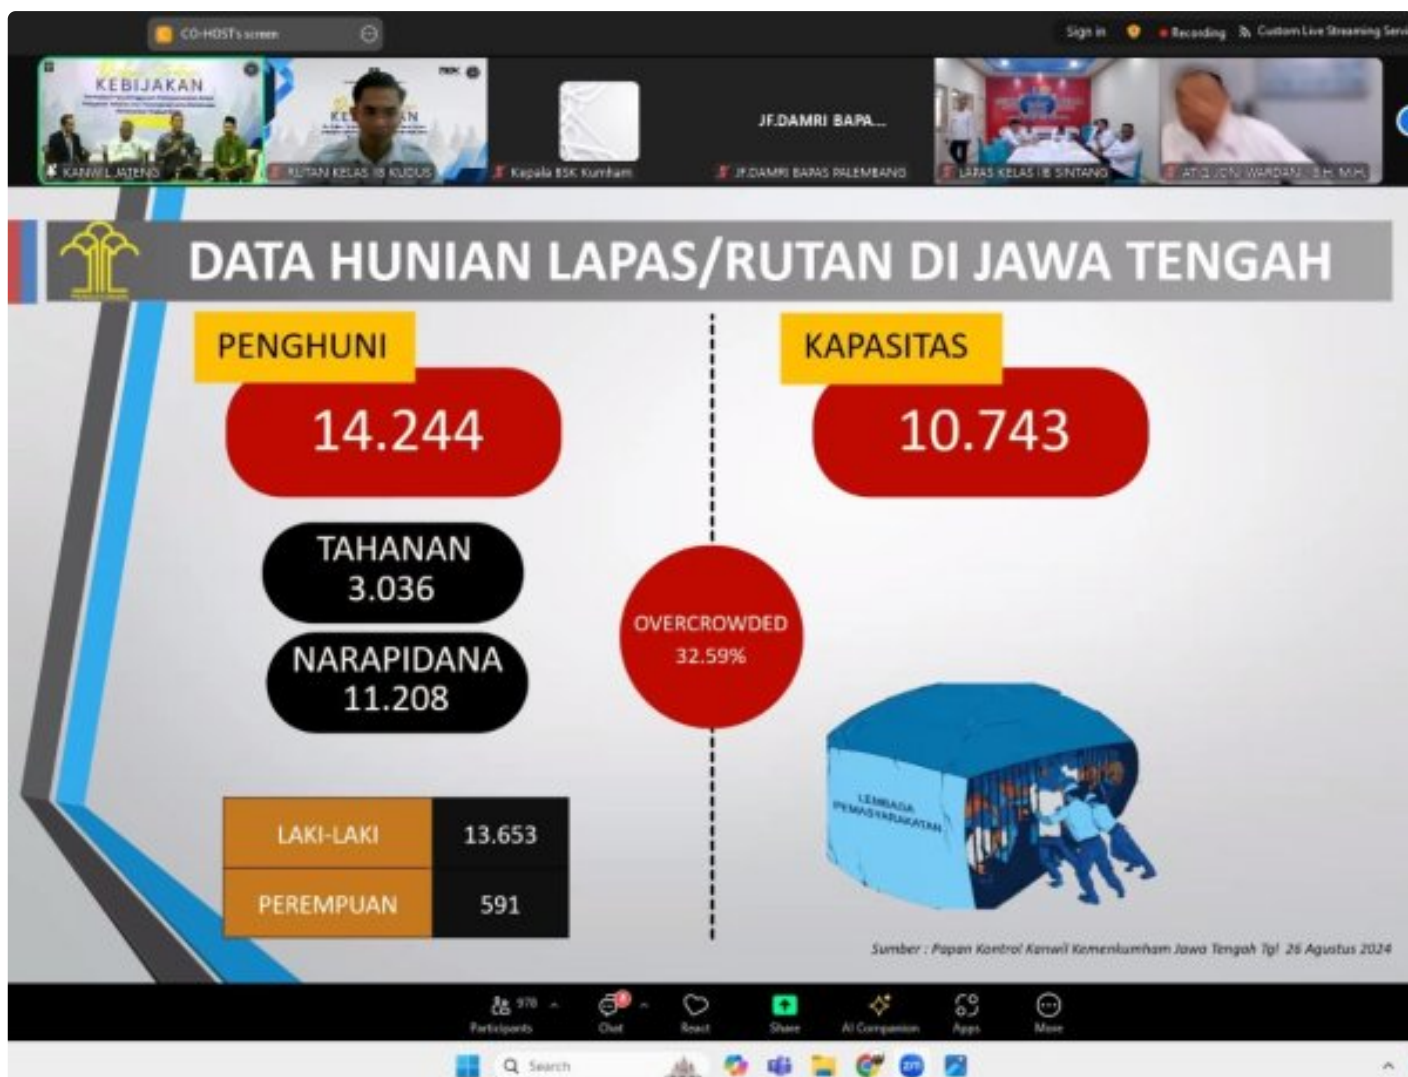 CO-HOST's screen
Sign in
Recording
Custom Live Streaming Servi
KEBIJAKAN
KANWIL JATENG
RUTAN KELAS IIB KUDUS
Kepala BSK Kumham
JF.DAMRI BAPA...
JF.DAMRI BAPAS PALEMBANG
LAPAS KELAS IIB SINTANG
DATA HUNIAN LAPAS/RUTAN DI JAWA TENGAH
PENGHUNI
14.244
KAPASITAS
10.743
TAHANAN
3.036
NARAPIDANA
11.208
OVERCROWDED
32.59%
LAKI-LAKI 13.653
PEREMPUAN 591
LEMBAGA
PEMASYARAKATAN
Sumber : Papan Kontrol Kanwil Kemenkumham Jawa Tengah Tgl 26 Agustus 2024
978
Participants
Chat
React
Share
AI Companion
Apps
More
Search